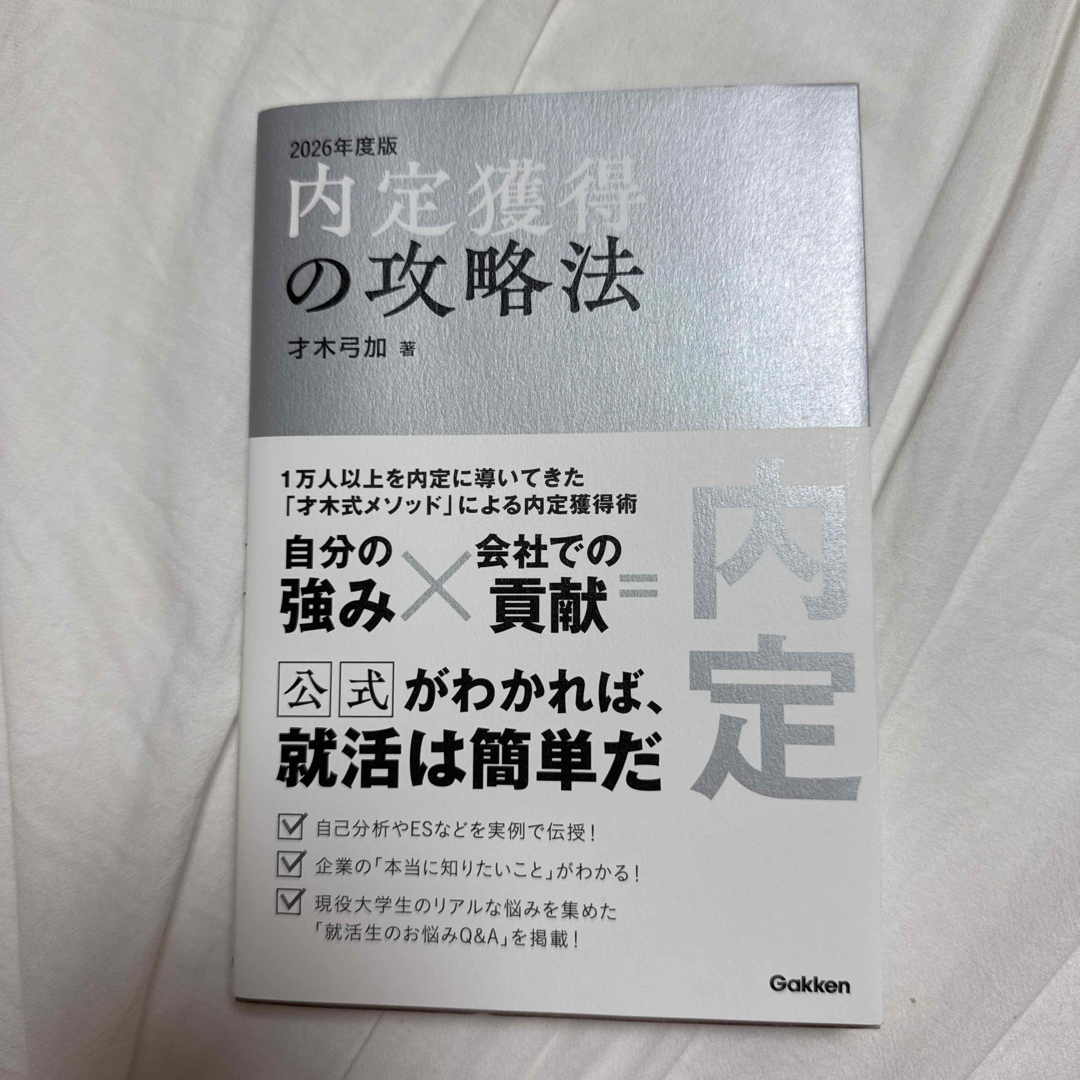 2026年度版
内定獲得
の攻略法
才木弓加 著
1万人以上を内定に導いてきた
「才木式メソッド」による内定獲得術
自分の強み×会社での貢献=
内定
公式がわかれば、
就活は簡単だ
自己分析やESなどを実例で伝授!
企業の「本当に知りたいこと」がわかる!
現役大学生のリアルな悩みを集めた
「就活生のお悩みQ&A」を掲載!
Gakken